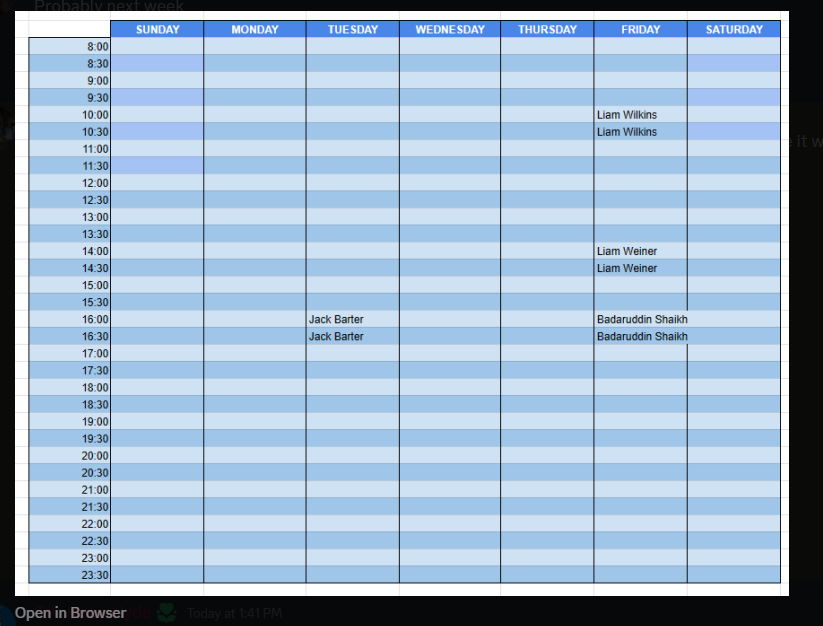 Probably next week
SUNDAY MONDAY TUESDAY WEDNESDAY THURSDAY FRIDAY SATURDAY
8:00
8:30
9:00
9:30
10:00 Liam Wilkins
10:30 Liam Wilkins
11:00
11:30
12:00
12:30
13:00
13:30
14:00 Liam Weiner
14:30 Liam Weiner
15:00
15:30
16:00 Jack Barter Badaruddin Shaikh
16:30 Jack Barter Badaruddin Shaikh
17:00
17:30
18:00
18:30
19:00
19:30
20:00
20:30
21:00
21:30
22:00
22:30
23:00
23:30
Open in Browser Today at 1:41 PM